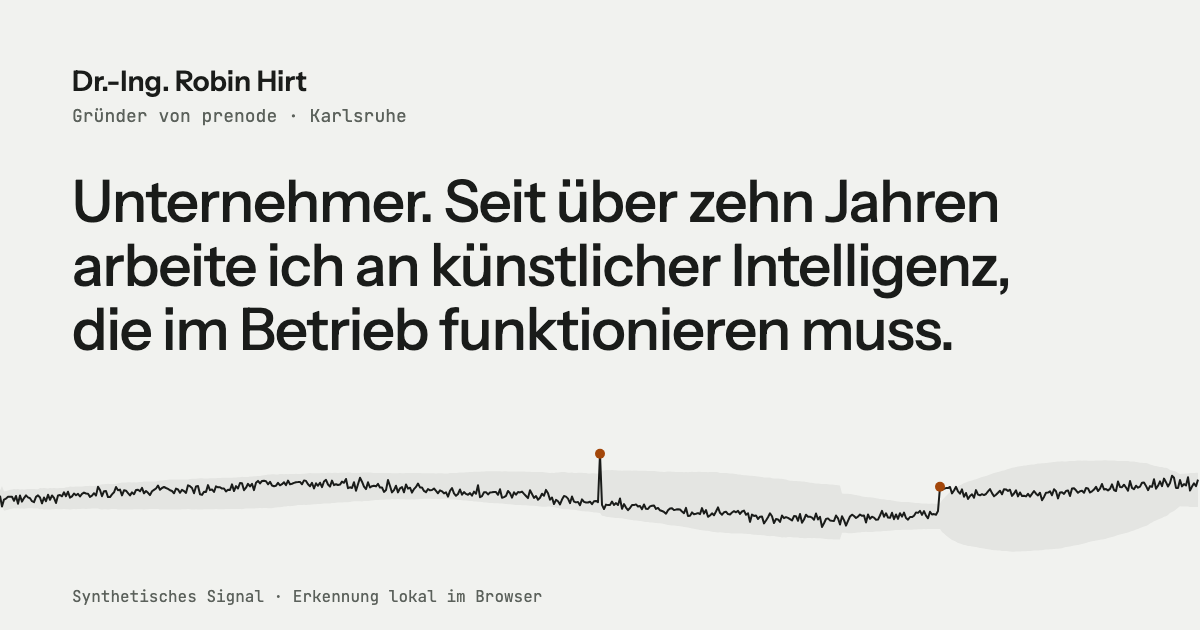 Dr.-Ing. Robin Hirt
Gründer von prenode · Karlsruhe
Unternehmer. Seit über zehn Jahren
arbeite ich an künstlicher Intelligenz,
die im Betrieb funktionieren muss.
Synthetisches Signal · Erkennung lokal im Browser